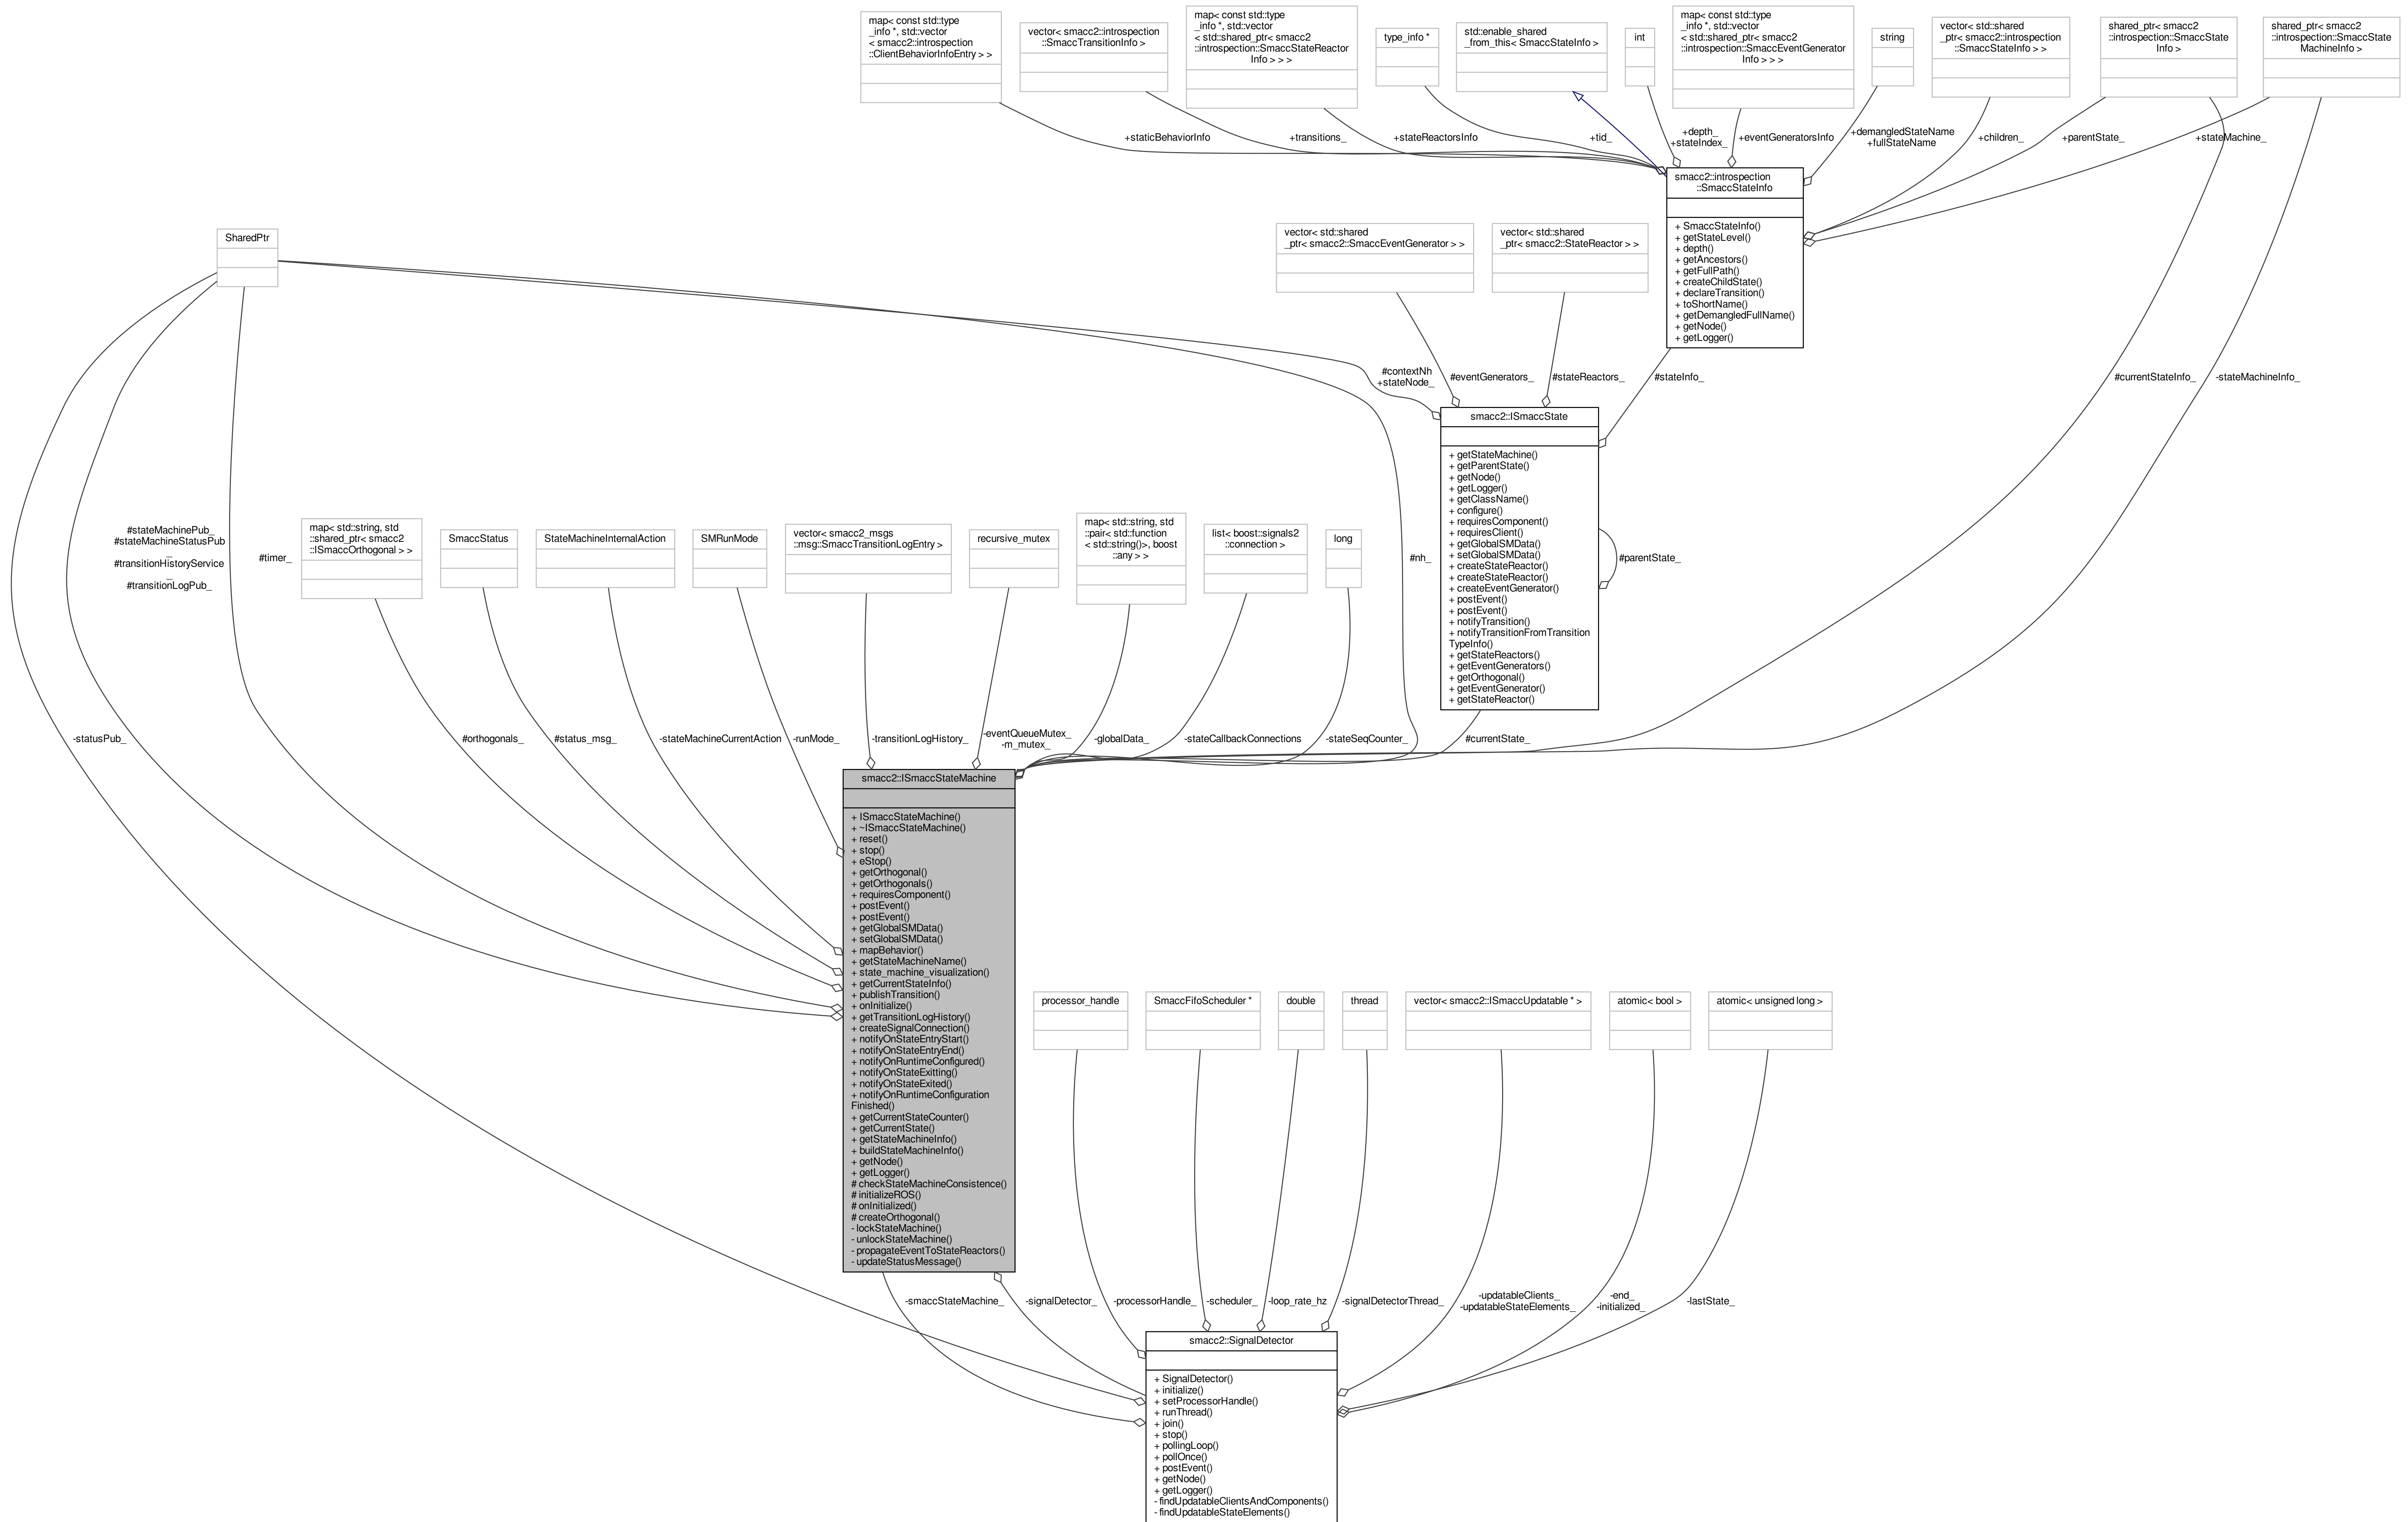 map< const std::type
_info *, std::vector
< smacc2::introspection
::ClientBehaviorInfoEntry > >
vector< smacc2::introspection
::SmaccTransitionInfo >
map< const std::type
_info *, std::vector
< std::shared_ptr< smacc2
::introspection::SmaccStateReactor
Info > > >
type_info *
std::enable_shared
_from_this< SmaccStateInfo >
int
map< const std::type
_info *, std::vector
< std::shared_ptr< smacc2
::introspection::SmaccEventGenerator
Info > > >
string
vector< std::shared
_ptr< smacc2::introspection
::SmaccStateInfo > >
shared_ptr< smacc2
::introspection::SmaccState
Info >
shared_ptr< smacc2
::introspection::SmaccState
MachineInfo >
+staticBehaviorInfo
+transitions_
+stateReactorsInfo
+tid_
+depth_
+stateIndex_
+eventGeneratorsInfo
+demangledStateName
+fullStateName
+children_
+parentState_
+stateMachine_
smacc2::introspection
::SmaccStateInfo
+ SmaccStateInfo()
+ getStateLevel()
+ depth()
+ getAncestors()
+ getFullPath()
+ createChildState()
+ declareTransition()
+ toShortName()
+ getDemangledFullName()
+ getNode()
+ getLogger()
SharedPtr
vector< std::shared
_ptr< smacc2::SmaccEventGenerator > >
vector< std::shared
_ptr< smacc2::StateReactor > >
#contextNh
+stateNode_
#eventGenerators_
#stateReactors_
#stateInfo_
#currentStateInfo_
-stateMachineInfo_
smacc2::ISmaccState
+ getStateMachine()
+ getParentState()
+ getNode()
+ getLogger()
+ getClassName()
+ configure()
+ requiresComponent()
+ requiresClient()
+ getGlobalSMData()
+ setGlobalSMData()
+ createStateReactor()
+ createStateReactor()
+ createEventGenerator()
+ postEvent()
+ postEvent()
+ notifyTransition()
+ notifyTransitionFromTransition
TypeInfo()
+ getStateReactors()
+ getEventGenerators()
+ getOrthogonal()
+ getEventGenerator()
+ getStateReactor()
#parentState_
#stateMachinePub_
#stateMachineStatusPub
_
#transitionHistoryService
_
#transitionLogPub_
#timer_
map< std::string, std
::shared_ptr< smacc2
::ISmaccOrthogonal > >
SmaccStatus
StateMachineInternalAction
SMRunMode
vector< smacc2_msgs
::msg::SmaccTransitionLogEntry >
recursive_mutex
map< std::string, std
::pair< std::function
< std::string()>, boost
::any > >
list< boost::signals2
::connection >
long
#nh_
-statusPub_
#orthogonals_
#status_msg_
-stateMachineCurrentAction
-runMode_
-transitionLogHistory_
-eventQueueMutex_
-m_mutex_
-globalData_
-stateCallbackConnections
-stateSeqCounter_
#currentState_
smacc2::ISmaccStateMachine
+ ISmaccStateMachine()
+ ~ISmaccStateMachine()
+ reset()
+ stop()
+ eStop()
+ getOrthogonal()
+ getOrthogonals()
+ requiresComponent()
+ postEvent()
+ postEvent()
+ getGlobalSMData()
+ setGlobalSMData()
+ mapBehavior()
+ getStateMachineName()
+ state_machine_visualization()
+ getCurrentStateInfo()
+ publishTransition()
+ onInitialize()
+ getTransitionLogHistory()
+ createSignalConnection()
+ notifyOnStateEntryStart()
+ notifyOnStateEntryEnd()
+ notifyOnRuntimeConfigured()
+ notifyOnStateExitting()
+ notifyOnStateExited()
+ notifyOnRuntimeConfiguration
Finished()
+ getCurrentStateCounter()
+ getCurrentState()
+ getStateMachineInfo()
+ buildStateMachineInfo()
+ getNode()
+ getLogger()
# checkStateMachineConsistence()
# initializeROS()
# onInitialized()
# createOrthogonal()
- lockStateMachine()
- unlockStateMachine()
- propagateEventToStateReactors()
- updateStatusMessage()
processor_handle
SmaccFifoScheduler *
double
thread
vector< smacc2::ISmaccUpdatable * >
atomic< bool >
atomic< unsigned long >
-smaccStateMachine_
-signalDetector_
-processorHandle_
-scheduler_
-loop_rate_hz
-signalDetectorThread_
-updatableClients_
-updatableStateElements_
-end_
-initialized_
-lastState_
smacc2::SignalDetector
+ SignalDetector()
+ initialize()
+ setProcessorHandle()
+ runThread()
+ join()
+ stop()
+ pollingLoop()
+ pollOnce()
+ postEvent()
+ getNode()
+ getLogger()
- findUpdatableClientsAndComponents()
- findUpdatableStateElements()